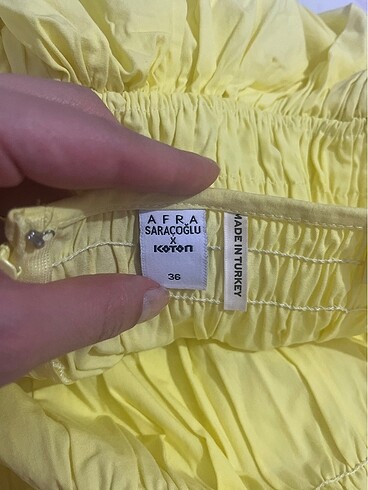 AFRA
SARAÇOĞLU
X
KOTON
36
MADE IN TURKEY